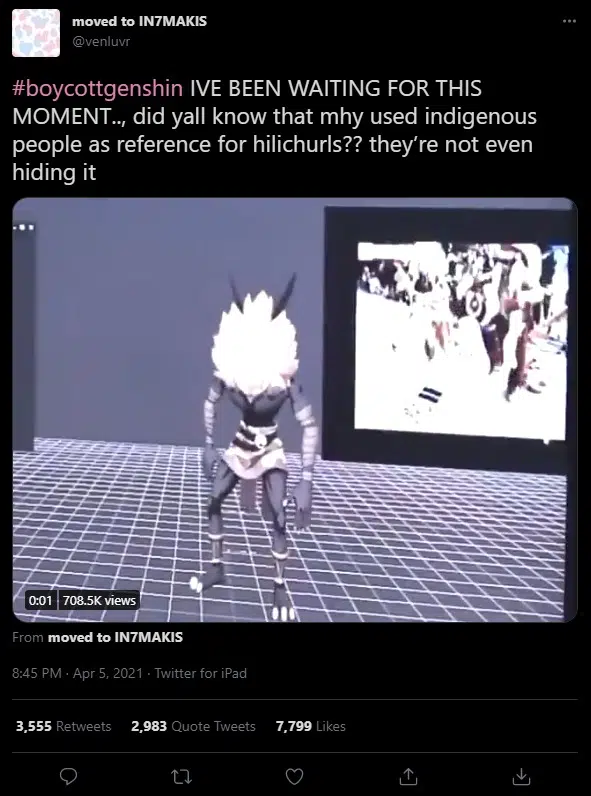 moved to IN7MAKIS
@venluvr
#boycottgenshin IVE BEEN WAITING FOR THIS
MOMENT.., did yall know that mhy used indigenous
people as reference for hilichurls?? they’re not even
hiding it
0:01 708.5K views
From moved to IN7MAKIS
8:45 PM · Apr 5, 2021 · Twitter for iPad
3,555 Retweets 2,983 Quote Tweets 7,799 Likes